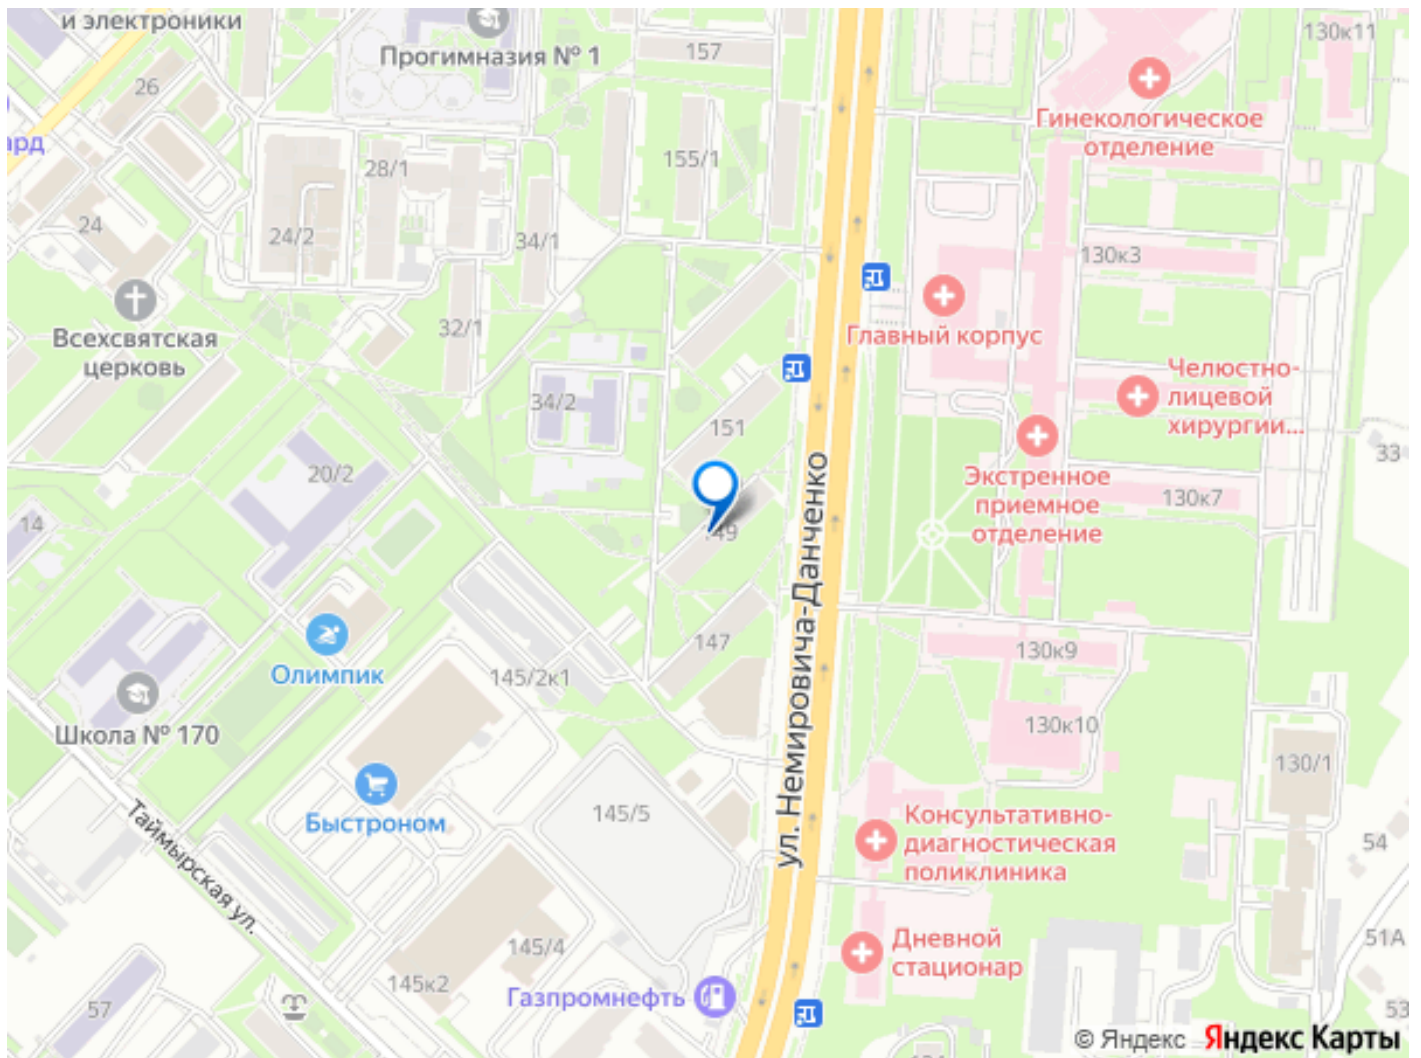 и электроники
Прогимназия № 1
157
130к11
26
Гинекологическое
отделение
ард
28/1
155/1
24
24/2
34/1
130к3
Всехсвятская
церковь
32/1
Главный корпус
34/2
151
Челюстно-
лицевой
хирургии...
33
20/2
Экстренное
приемное
отделение
130к7
14
149
ул. Немировича-Данченко
Олимпик
145/2к1
147
130к9
Школа № 170
130к10
130/1
Быстроном
145/5
Таймырская ул.
Консультативно-
диагностическая
поликлиника
54
145/4
Дневной
стационар
51А
145к2
57
Газпромнефть
53
© Яндекс Яндекс Карты